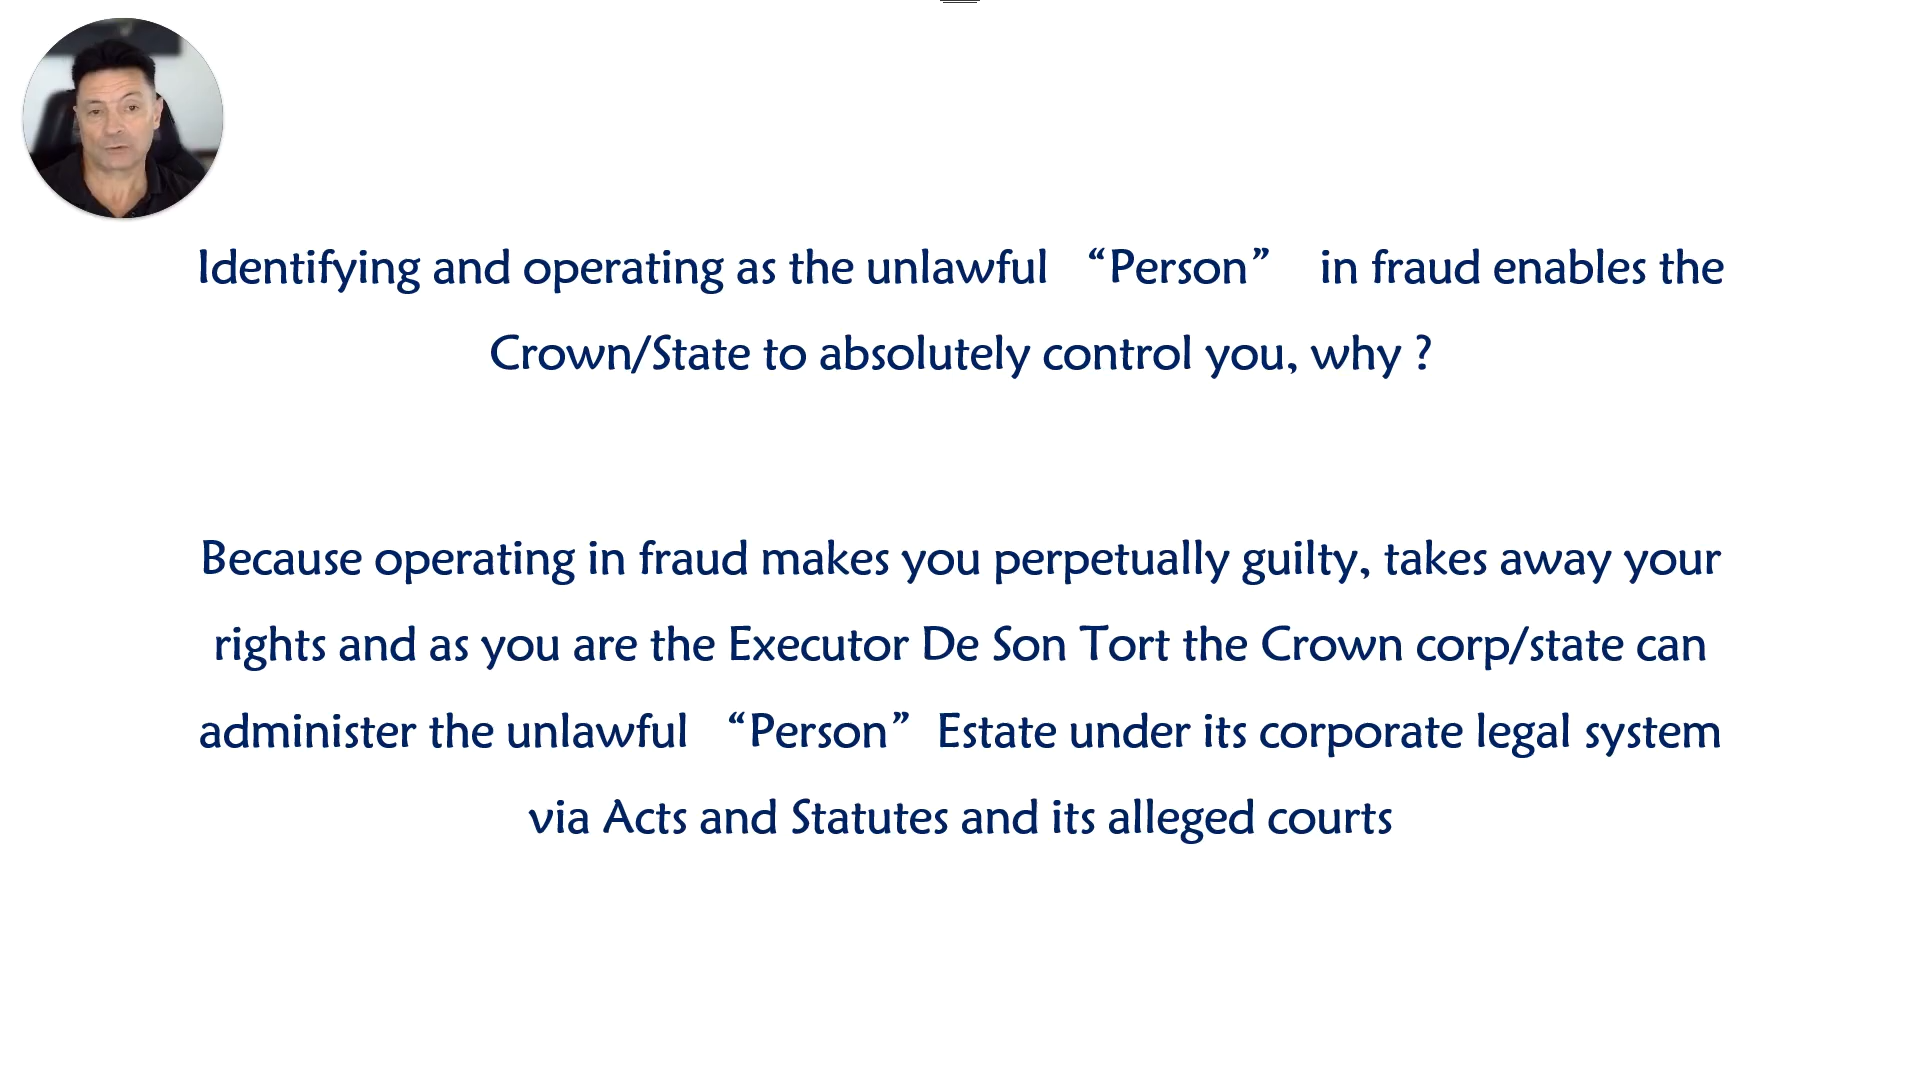 Identifying and operating as the unlawful “Person” in fraud enables the
Crown/State to absolutely control you, why ?
Because operating in fraud makes you perpetually guilty, takes away your
rights and as you are the Executor De Son Tort the Crown corp/state can
administer the unlawful “Person” Estate under its corporate legal system
via Acts and Statutes and its alleged courts